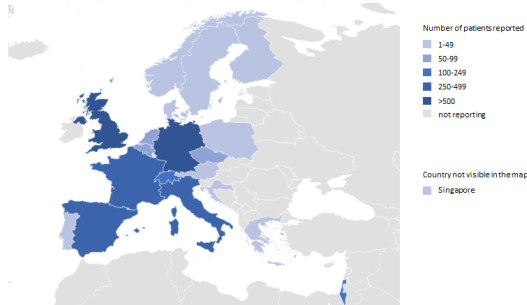 Number of patients reported
1-49
50-99
100-249
250-499
>500
not reporting
Country not visible in the map
Singapore